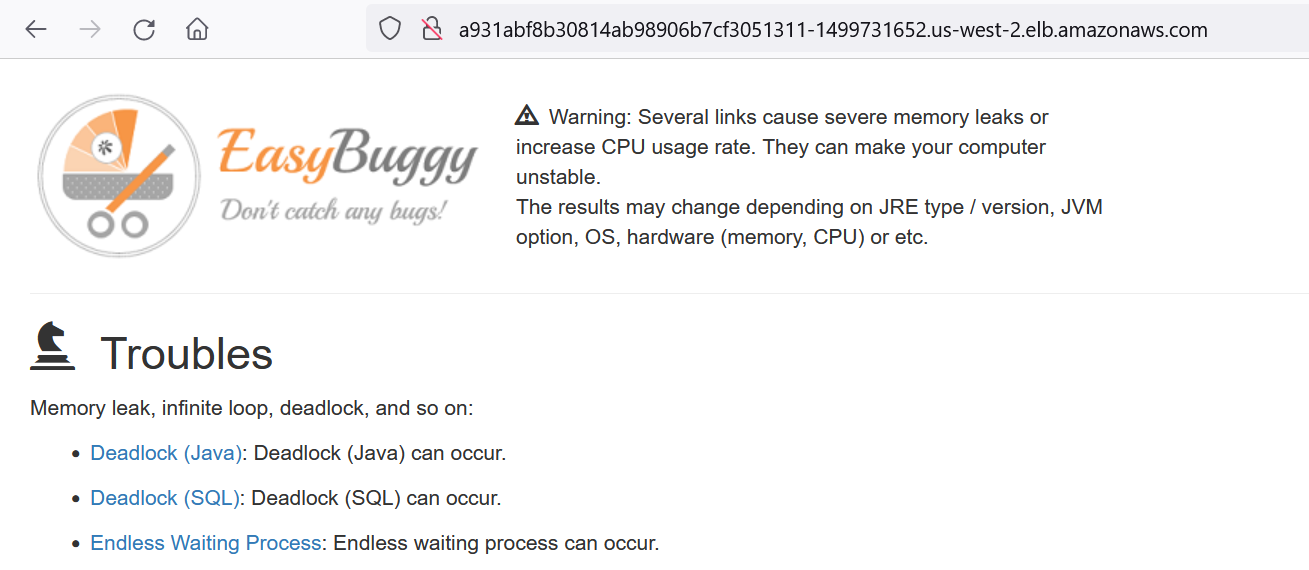 a931abf8b30814ab98906b7cf3051311-1499731652.us-west-2.elb.amazonaws.com
EasyBuggy
Don't catch any bugs!
Warning: Several links cause severe memory leaks or
increase CPU usage rate. They can make your computer
unstable.
The results may change depending on JRE type / version, JVM
option, OS, hardware (memory, CPU) or etc.
Troubles
Memory leak, infinite loop, deadlock, and so on:
• Deadlock (Java): Deadlock (Java) can occur.
• Deadlock (SQL): Deadlock (SQL) can occur.
• Endless Waiting Process: Endless waiting process can occur.